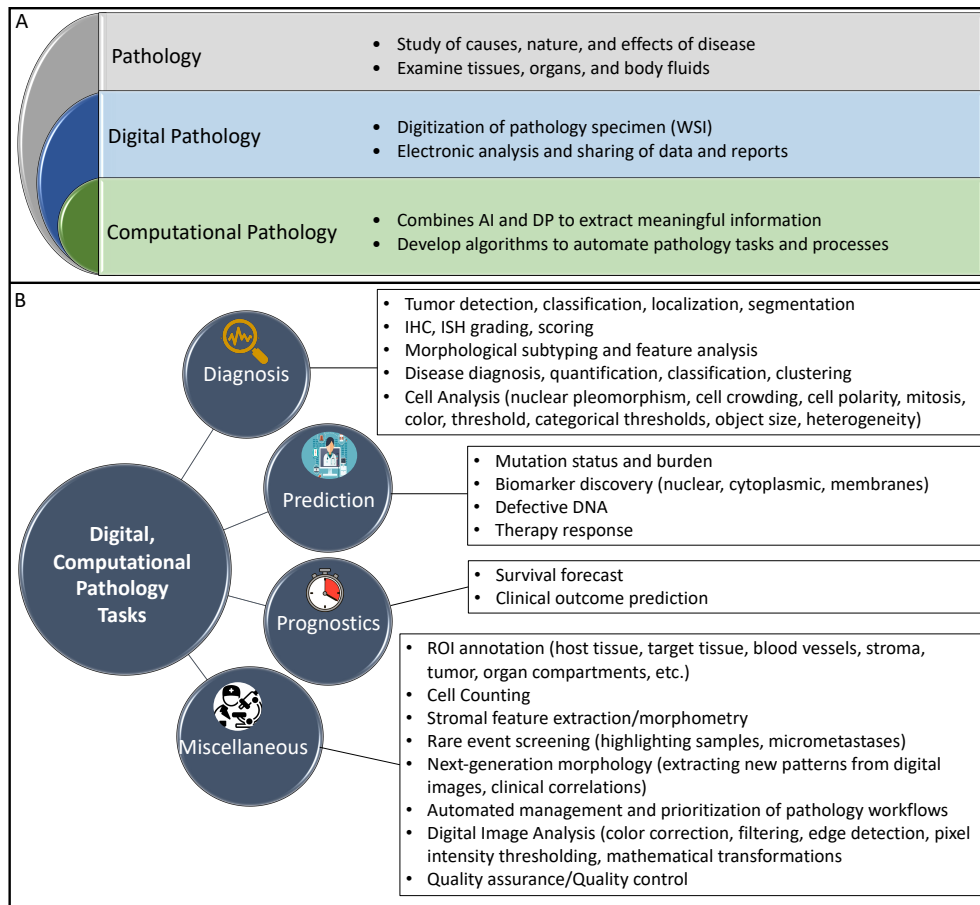 A
Pathology
• Study of causes, nature, and effects of disease
• Examine tissues, organs, and body fluids
Digital Pathology
• Digitization of pathology specimen (WSI)
• Electronic analysis and sharing of data and reports
Computational Pathology
• Combines AI and DP to extract meaningful information
• Develop algorithms to automate pathology tasks and processes
B
Digital,
Computational
Pathology
Tasks
Diagnosis
• Tumor detection, classification, localization, segmentation
• IHC, ISH grading, scoring
• Morphological subtyping and feature analysis
• Disease diagnosis, quantification, classification, clustering
• Cell Analysis (nuclear pleomorphism, cell crowding, cell polarity, mitosis,
color, threshold, categorical thresholds, object size, heterogeneity)
Prediction
• Mutation status and burden
• Biomarker discovery (nuclear, cytoplasmic, membranes)
• Defective DNA
• Therapy response
Prognostics
• Survival forecast
• Clinical outcome prediction
Miscellaneous
• ROI annotation (host tissue, target tissue, blood vessels, stroma,
tumor, organ compartments, etc.)
• Cell Counting
• Stromal feature extraction/morphometry
• Rare event screening (highlighting samples, micrometastases)
• Next-generation morphology (extracting new patterns from digital
images, clinical correlations)
• Automated management and prioritization of pathology workflows
• Digital Image Analysis (color correction, filtering, edge detection, pixel
intensity thresholding, mathematical transformations
• Quality assurance/Quality control